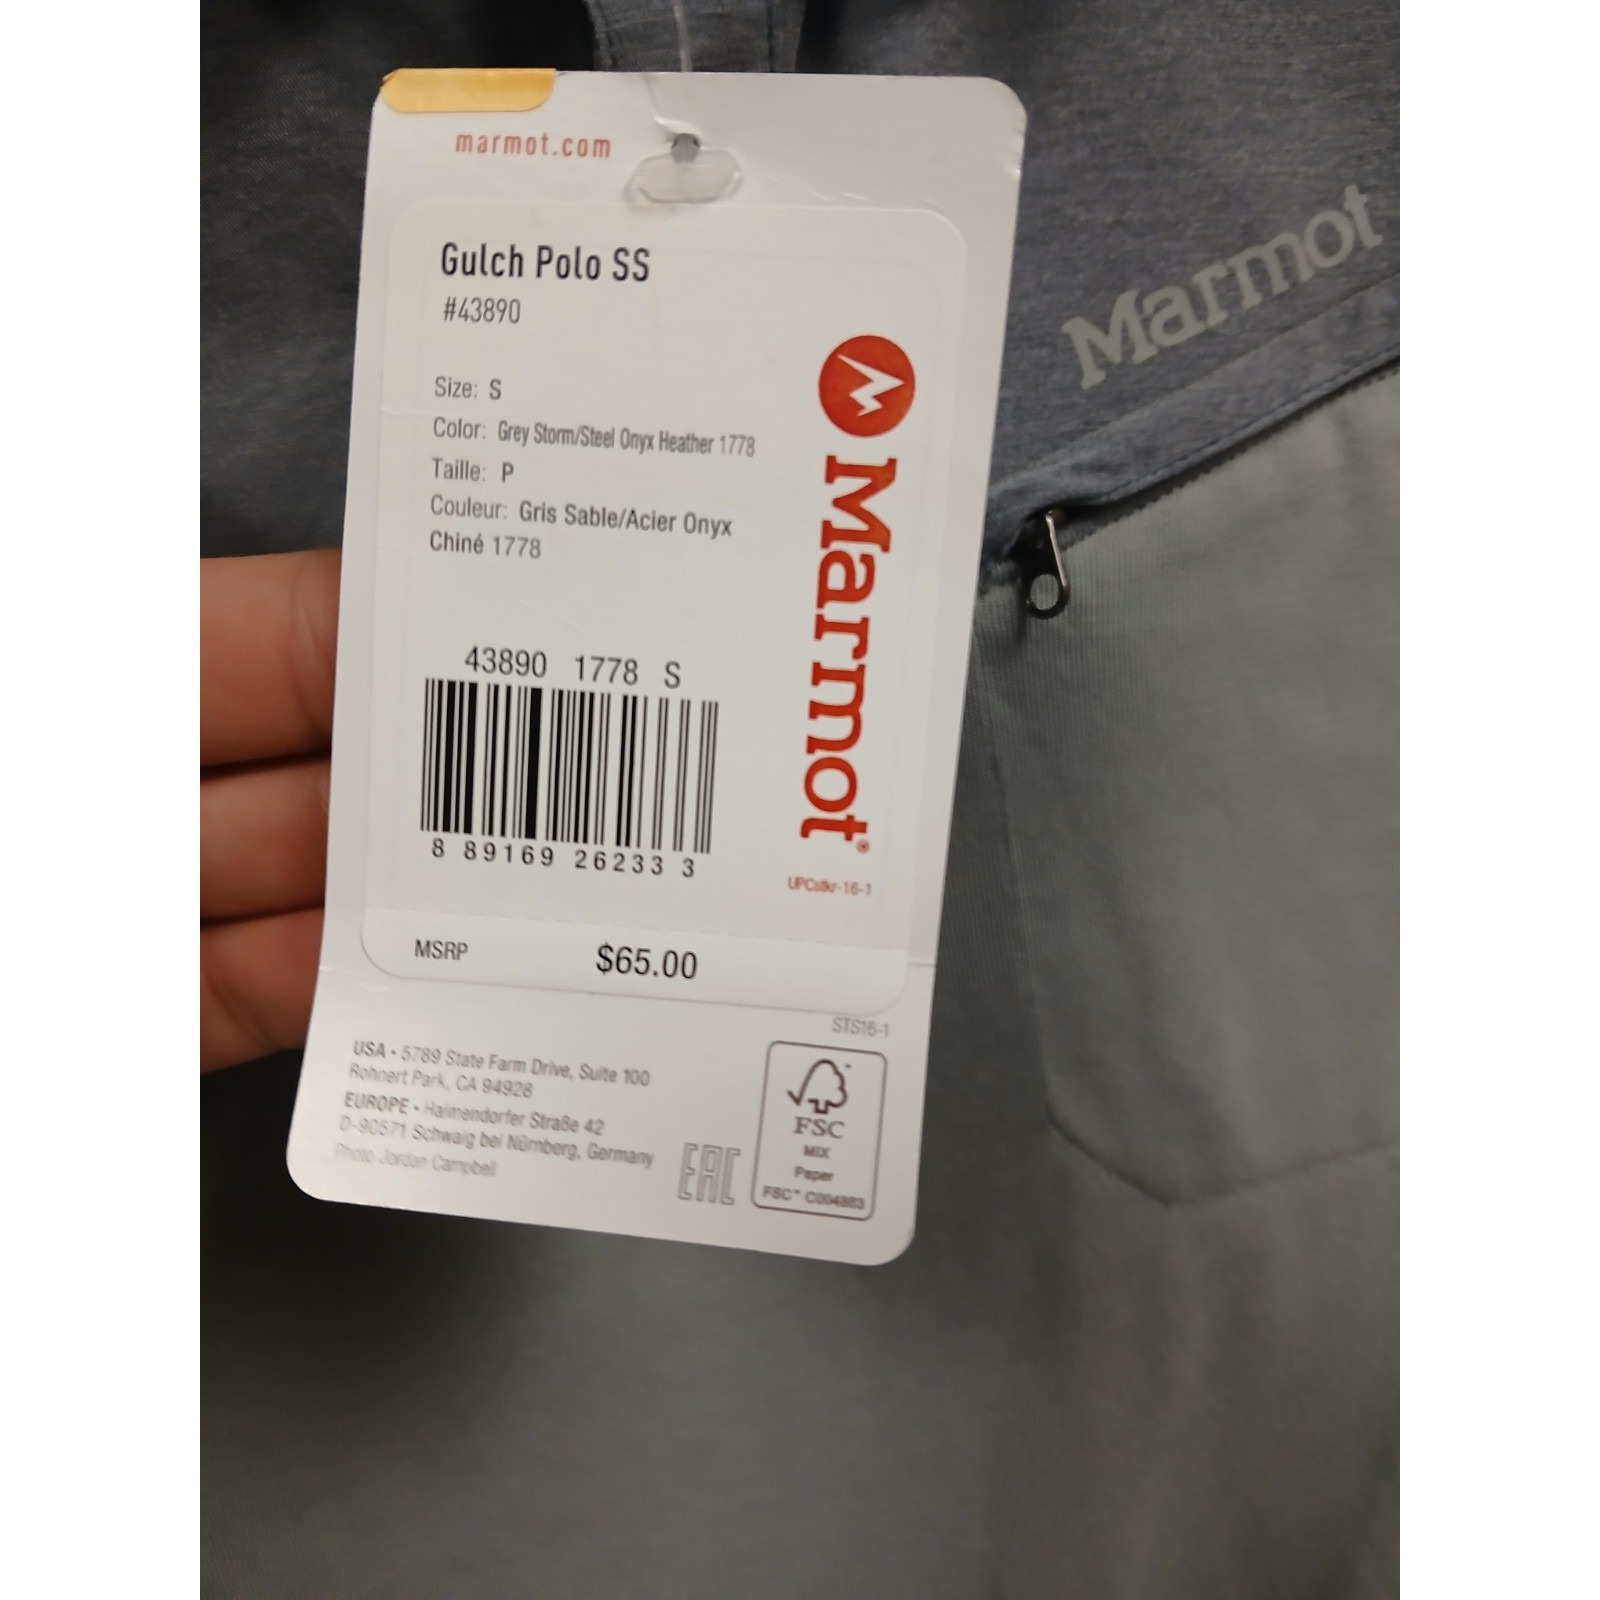 marmot.com
Gulch Polo SS
#43890
Size: S
Color: Grey Storm/Steel Onyx Heather 1778
Taille: P
Couleur: Gris Sable/Acier Onyx
Chiné 1778
43890 1778 S
8 89169 26233 3
Marmot®
UPCstkr-16-1
MSRP $65.00
STS16-1
USA • 5789 State Farm Drive, Suite 100
Rohnert Park, CA 94928
EUROPE • Haimendorfer Straße 42
D-90571 Schwaig bei Nürnberg, Germany
Photo Jordan Campbell
EAC
FSC
MIX
Paper
FSC™ C004863
Marmot